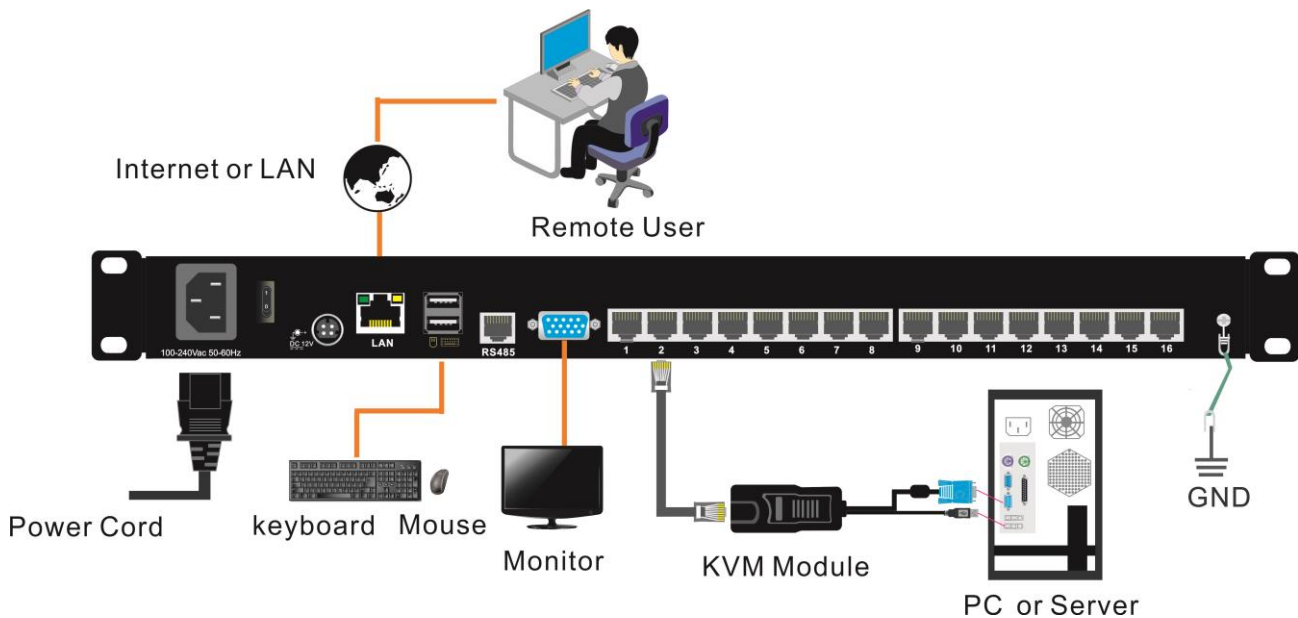 Internet or LAN
Remote User
100-240Vac 50-60Hz
1
0
DC 12V
LAN
RS485
1 2 3 4 5 6 7 8 9 10 11 12 13 14 15 16
Power Cord
keyboard
Mouse
Monitor
KVM Module
PC or Server
GND